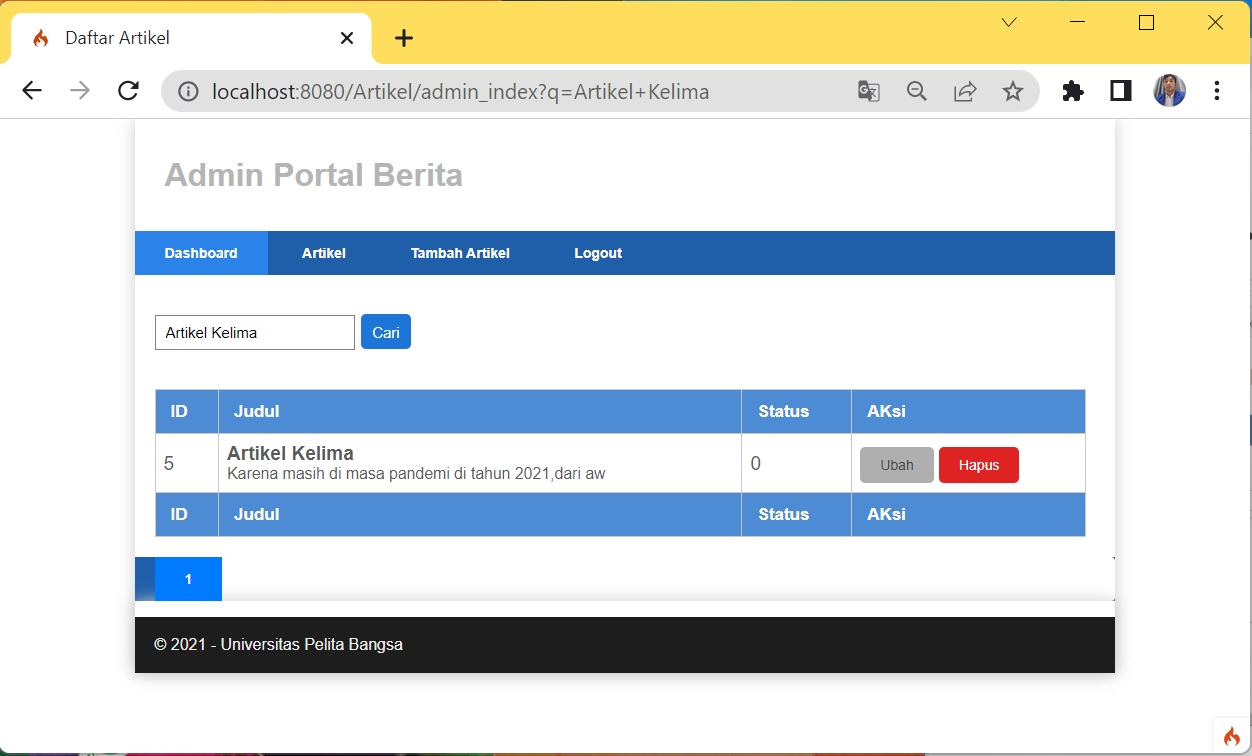 Daftar Artikel
localhost:8080/Artikel/admin_index?q=Artikel+Kelima
Admin Portal Berita
Dashboard Artikel Tambah Artikel Logout
Artikel Kelima Cari
ID Judul Status AKsi
5 Artikel Kelima 0 Ubah Hapus
Karena masih di masa pandemi di tahun 2021,dari aw
ID Judul Status AKsi
1
© 2021 - Universitas Pelita Bangsa